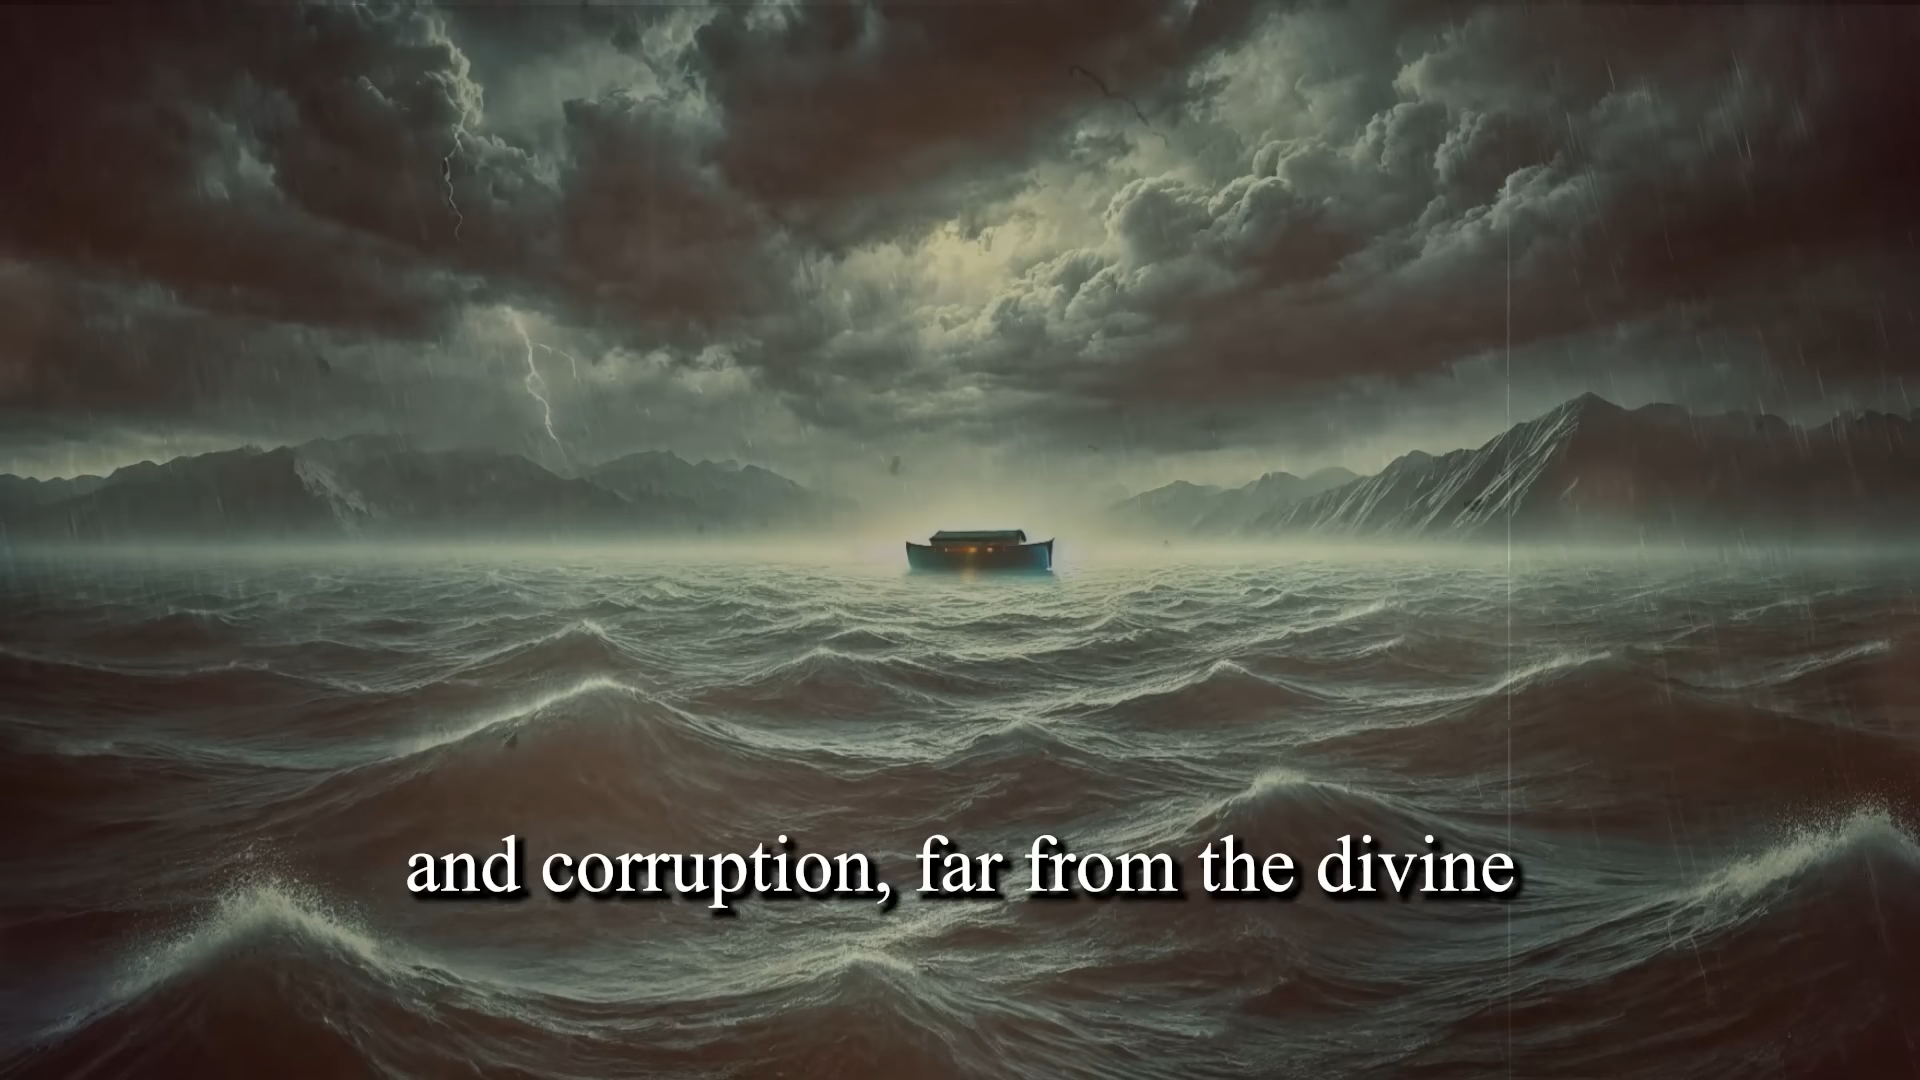 and corruption, far from the divine